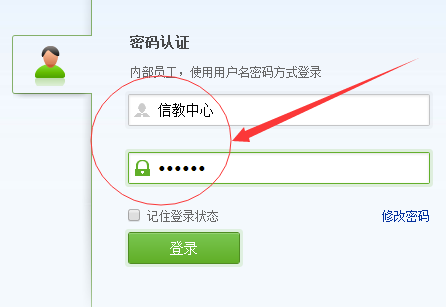 密码认证
内部员工，使用用户名密码方式登录
信教中心
••••••
记住登录状态 修改密码
登录